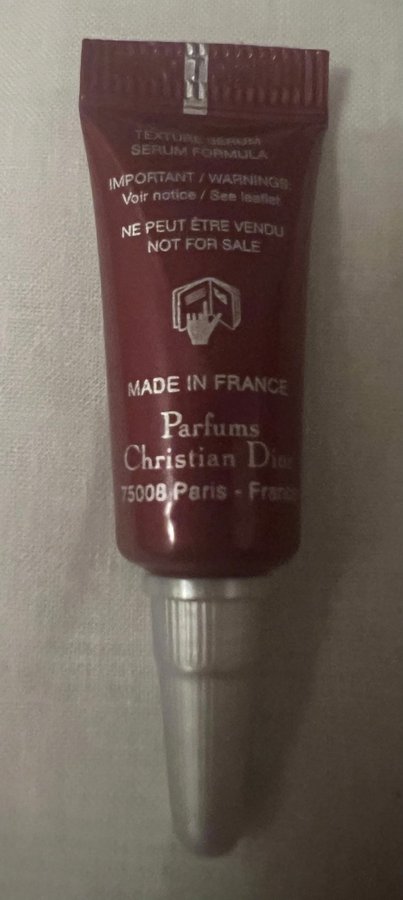 TEXTURE SERUM
SERUM FORMULA
IMPORTANT / WARNINGS:
Voir notice / See leaflet
NE PEUT ÊTRE VENDU
NOT FOR SALE
MADE IN FRANCE
Parfums
Christian Dior
75008 Paris - France